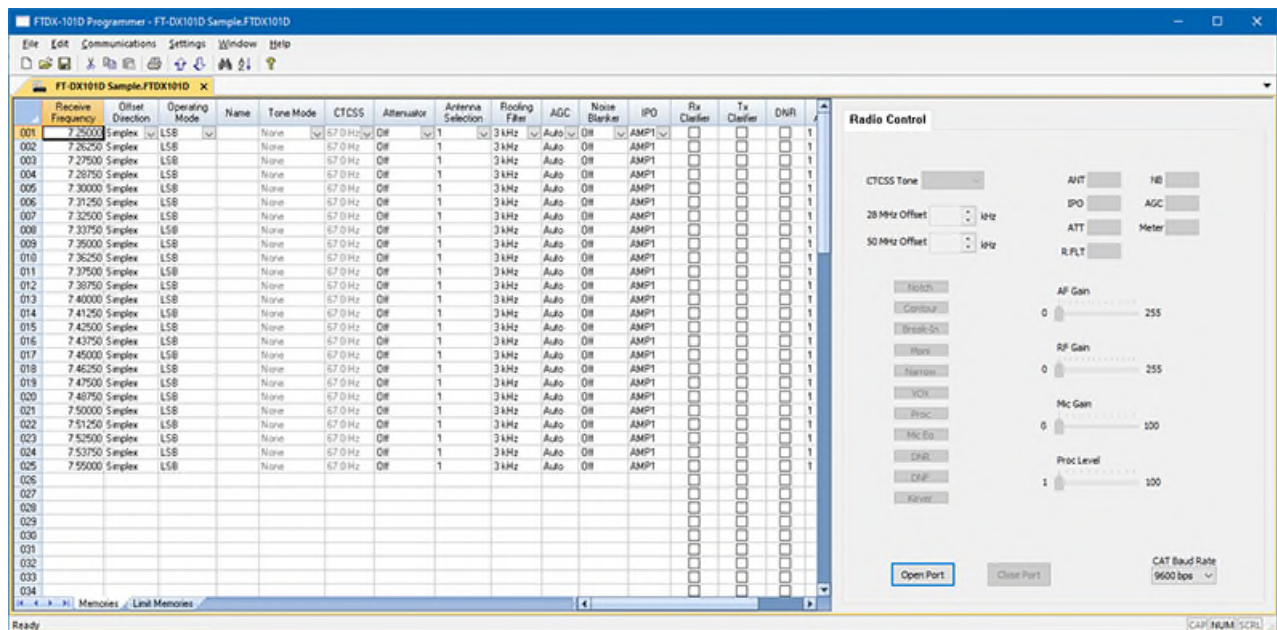 FTDX-101D Programmer - FT-DX101D Sample.FTDX101D
File Edit Communications Settings Window Help
FT-DX101D Sample.FTDX101D X
Receive Frequency Offset Direction Operating Mode Name Tone Mode CTCSS Attenuator Antenna Selection Roofing Filter AGC Noise Blanker IPO Rx Clarifier Tx Clarifier DNR
001 7.25000 Simplex LSB None 67.0 Hz Off 1 3 kHz Auto Off AMP1 1
002 7.26250 Simplex LSB None 67.0 Hz Off 1 3 kHz Auto Off AMP1 1
003 7.27500 Simplex LSB None 67.0 Hz Off 1 3 kHz Auto Off AMP1 1
004 7.28750 Simplex LSB None 67.0 Hz Off 1 3 kHz Auto Off AMP1 1
005 7.30000 Simplex LSB None 67.0 Hz Off 1 3 kHz Auto Off AMP1 1
006 7.31250 Simplex LSB None 67.0 Hz Off 1 3 kHz Auto Off AMP1 1
007 7.32500 Simplex LSB None 67.0 Hz Off 1 3 kHz Auto Off AMP1 1
008 7.33750 Simplex LSB None 67.0 Hz Off 1 3 kHz Auto Off AMP1 1
009 7.35000 Simplex LSB None 67.0 Hz Off 1 3 kHz Auto Off AMP1 1
010 7.36250 Simplex LSB None 67.0 Hz Off 1 3 kHz Auto Off AMP1 1
011 7.37500 Simplex LSB None 67.0 Hz Off 1 3 kHz Auto Off AMP1 1
012 7.38750 Simplex LSB None 67.0 Hz Off 1 3 kHz Auto Off AMP1 1
013 7.40000 Simplex LSB None 67.0 Hz Off 1 3 kHz Auto Off AMP1 1
014 7.41250 Simplex LSB None 67.0 Hz Off 1 3 kHz Auto Off AMP1 1
015 7.42500 Simplex LSB None 67.0 Hz Off 1 3 kHz Auto Off AMP1 1
016 7.43750 Simplex LSB None 67.0 Hz Off 1 3 kHz Auto Off AMP1 1
017 7.45000 Simplex LSB None 67.0 Hz Off 1 3 kHz Auto Off AMP1 1
018 7.46250 Simplex LSB None 67.0 Hz Off 1 3 kHz Auto Off AMP1 1
019 7.47500 Simplex LSB None 67.0 Hz Off 1 3 kHz Auto Off AMP1 1
020 7.48750 Simplex LSB None 67.0 Hz Off 1 3 kHz Auto Off AMP1 1
021 7.50000 Simplex LSB None 67.0 Hz Off 1 3 kHz Auto Off AMP1 1
022 7.51250 Simplex LSB None 67.0 Hz Off 1 3 kHz Auto Off AMP1 1
023 7.52500 Simplex LSB None 67.0 Hz Off 1 3 kHz Auto Off AMP1 1
024 7.53750 Simplex LSB None 67.0 Hz Off 1 3 kHz Auto Off AMP1 1
025 7.55000 Simplex LSB None 67.0 Hz Off 1 3 kHz Auto Off AMP1 1
026
027
028
029
030
031
032
033
034
Memories Limit Memories
Radio Control
CTCSS Tone
28 MHz Offset kHz
50 MHz Offset kHz
ANT NB
IPO AGC
ATT Meter
R.FLT
Notch
Contour
Break-In
Moni
Narrow
VOX
Proc
Mic Eq
DNR
DNF
Keyer
AF Gain
0 255
RF Gain
0 255
Mic Gain
0 100
Proc Level
1 100
Open Port Close Port
CAT Baud Rate
9600 bps
Ready
CAP NUM SCRL